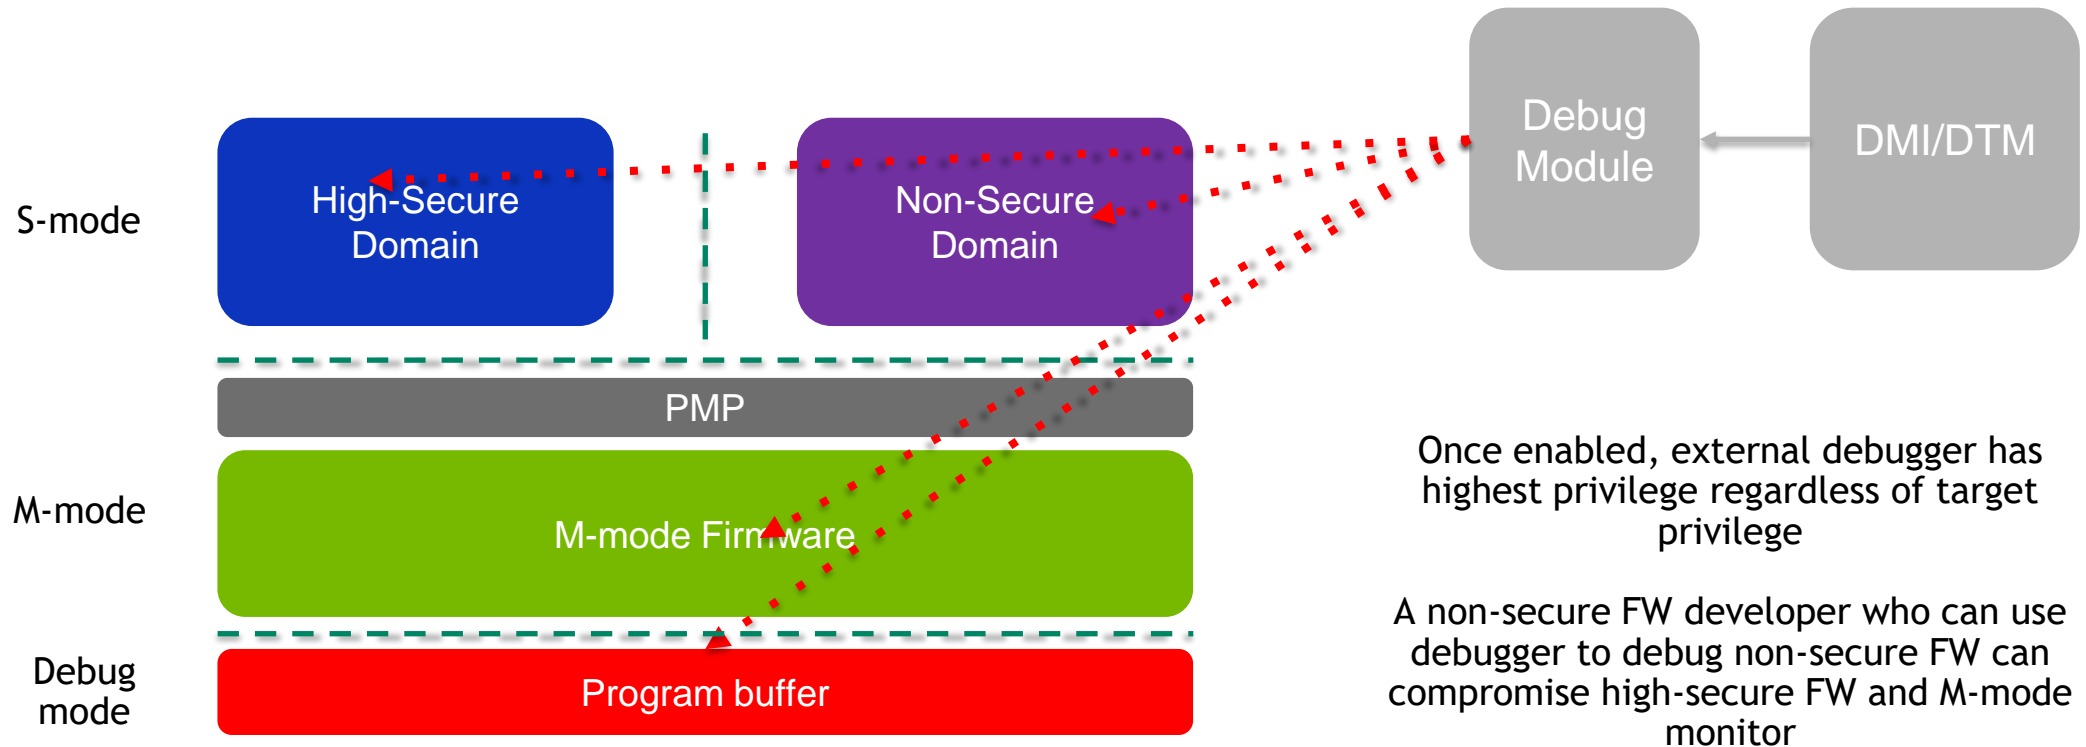 Debug
Module
DMI/DTM
S-mode
High-Secure
Domain
Non-Secure
Domain
PMP
M-mode
M-mode Firmware
Debug
mode
Program buffer
Once enabled, external debugger has
highest privilege regardless of target
privilege
A non-secure FW developer who can use
debugger to debug non-secure FW can
compromise high-secure FW and M-mode
monitor